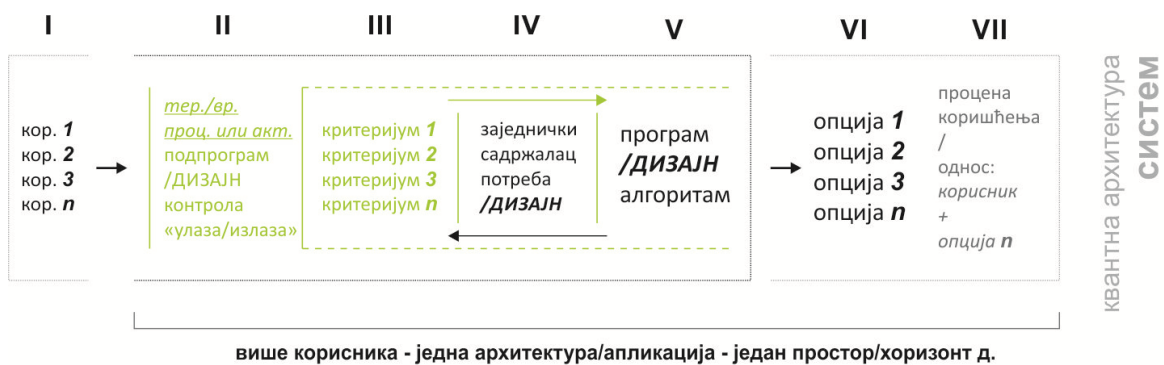 I
II
III
IV
V
VI
VII
кор. 1
кор. 2
кор. 3
кор. n
тер./вр.
проц. или акт.
подпрограм
/ДИЗАЈН
контрола
«улаза/излаза»
критеријум 1
критеријум 2
критеријум 3
критеријум n
заједнички
садржалац
потреба
/ДИЗАЈН
програм
/ДИЗАЈН
алгоритам
опција 1
опција 2
опција 3
опција n
процена
коришћења
/
однос:
корисник
+
опција n
квантна архитектура
систем
више корисника - једна архитектура/апликација - један простор/хоризонт д.